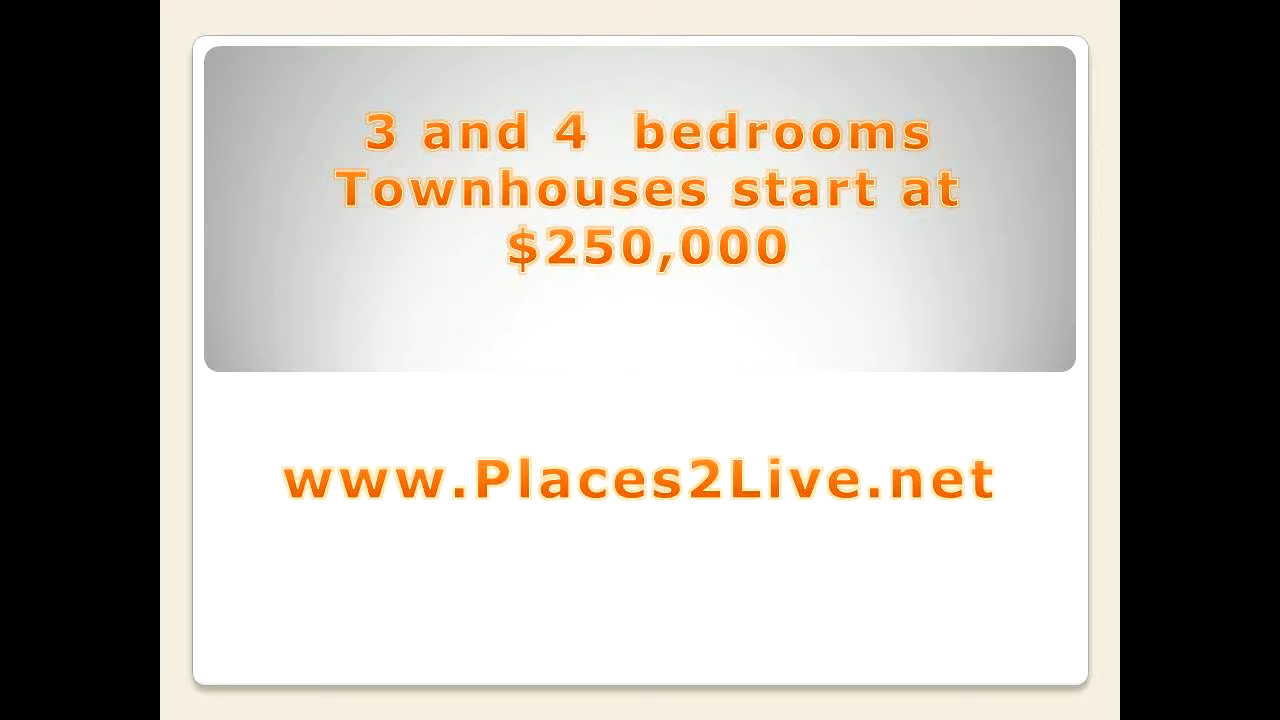 3 and 4  bedrooms
Townhouses start at
$250,000
www.Places2Live.net